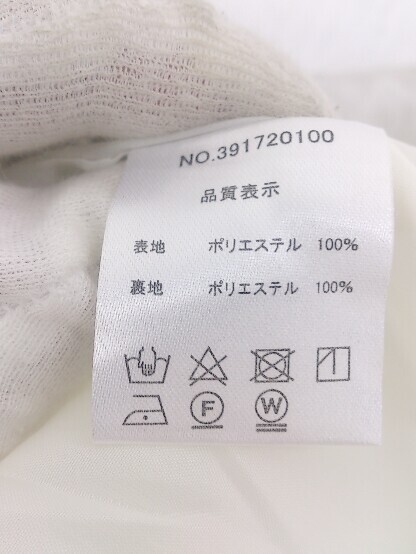 NO.391720100
品質表示
表地 ポリエステル 100%
裏地 ポリエステル 100%
F W